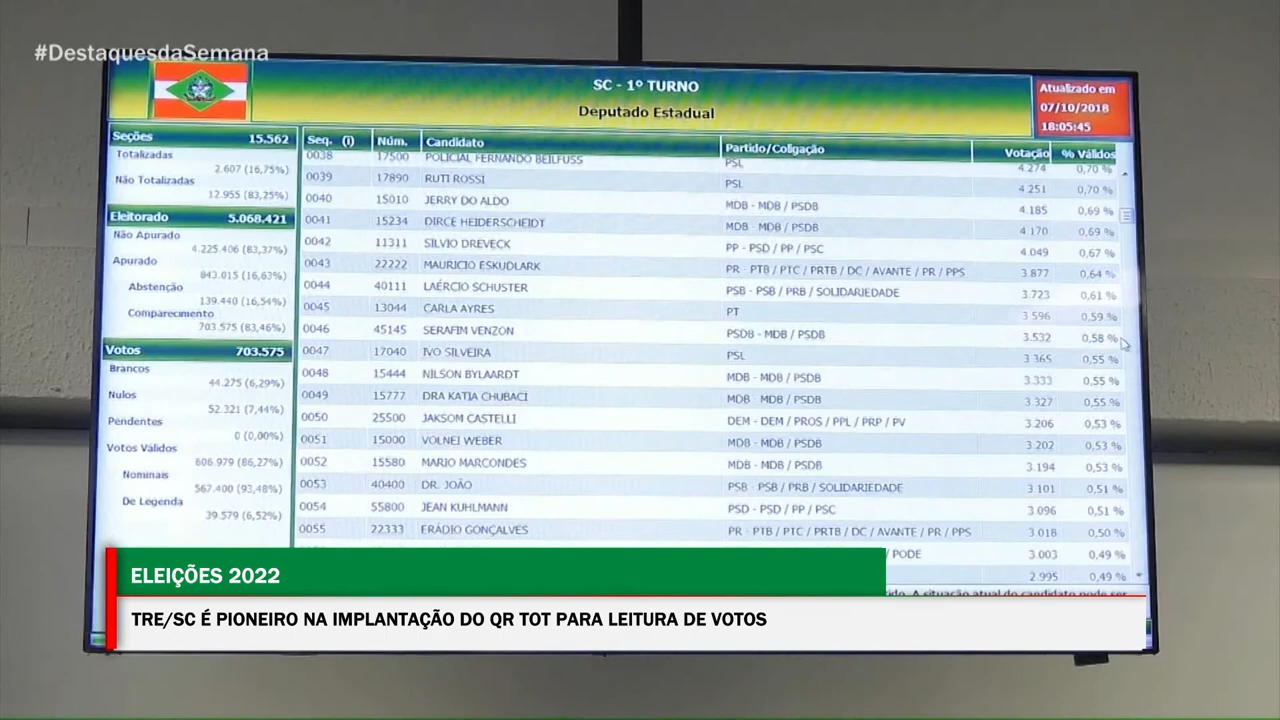 #DestaquesdaSemana
SC - 1º TURNO
Deputado Estadual
Atualizado em
07/10/2018
18:05:45
Seções 15.562
Totalizadas
2.607 (16,75%)
Não Totalizadas
12.955 (83,25%)
Eleitorado 5.068.421
Não Apurado
4.225.406 (83,37%)
Apurado
843.015 (16,63%)
Abstenção
139.440 (16,54%)
Comparecimento
703.575 (83,46%)
Votos 703.575
Brancos
44.275 (6,29%)
Nulos
52.321 (7,44%)
Pendentes
0 (0,00%)
Votos Válidos
606.979 (86,27%)
Nominais
567.400 (93,48%)
De Legenda
39.579 (6,52%)
Seq. (i) Núm. Candidato Partido/Coligação Votação % Válidos
0038 17500 POLICIAL FERNANDO BEILFUSS PSL 4.274 0,70 %
0039 17890 RUTI ROSSI PSL 4.251 0,70 %
0040 15010 JERRY DO ALDO MDB - MDB / PSDB 4.185 0,69 %
0041 15234 DIRCE HEIDERSCHEIDT MDB - MDB / PSDB 4.170 0,69 %
0042 11311 SILVIO DREVECK PP - PSD / PP / PSC 4.049 0,67 %
0043 22222 MAURICIO ESKUDLARK PR - PTB / PTC / PRTB / DC / AVANTE / PR / PPS 3.877 0,64 %
0044 40111 LAÉRCIO SCHUSTER PSB - PSB / PRB / SOLIDARIEDADE 3.723 0,61 %
0045 13044 CARLA AYRES PT 3.596 0,59 %
0046 45145 SERAFIM VENZON PSDB - MDB / PSDB 3.532 0,58 %
0047 17040 IVO SILVEIRA PSL 3.365 0,55 %
0048 15444 NILSON BYLAARDT MDB - MDB / PSDB 3.333 0,55 %
0049 15777 DRA KATIA CHUBACI MDB - MDB / PSDB 3.327 0,55 %
0050 25500 JAKSOM CASTELLI DEM - DEM / PROS / PPL / PRP / PV 3.206 0,53 %
0051 15000 VOLNEI WEBER MDB - MDB / PSDB 3.202 0,53 %
0052 15580 MARIO MARCONDES MDB - MDB / PSDB 3.194 0,53 %
0053 40400 DR. JOÃO PSB - PSB / PRB / SOLIDARIEDADE 3.101 0,51 %
0054 55800 JEAN KUHLMANN PSD - PSD / PP / PSC 3.096 0,51 %
0055 22333 ERÁDIO GONÇALVES PR - PTB / PTC / PRTB / DC / AVANTE / PR / PPS 3.018 0,50 %
/ PODE 3.003 0,49 %
2.995 0,49 %
ELEIÇÕES 2022
TRE/SC É PIONEIRO NA IMPLANTAÇÃO DO QR TOT PARA LEITURA DE VOTOS